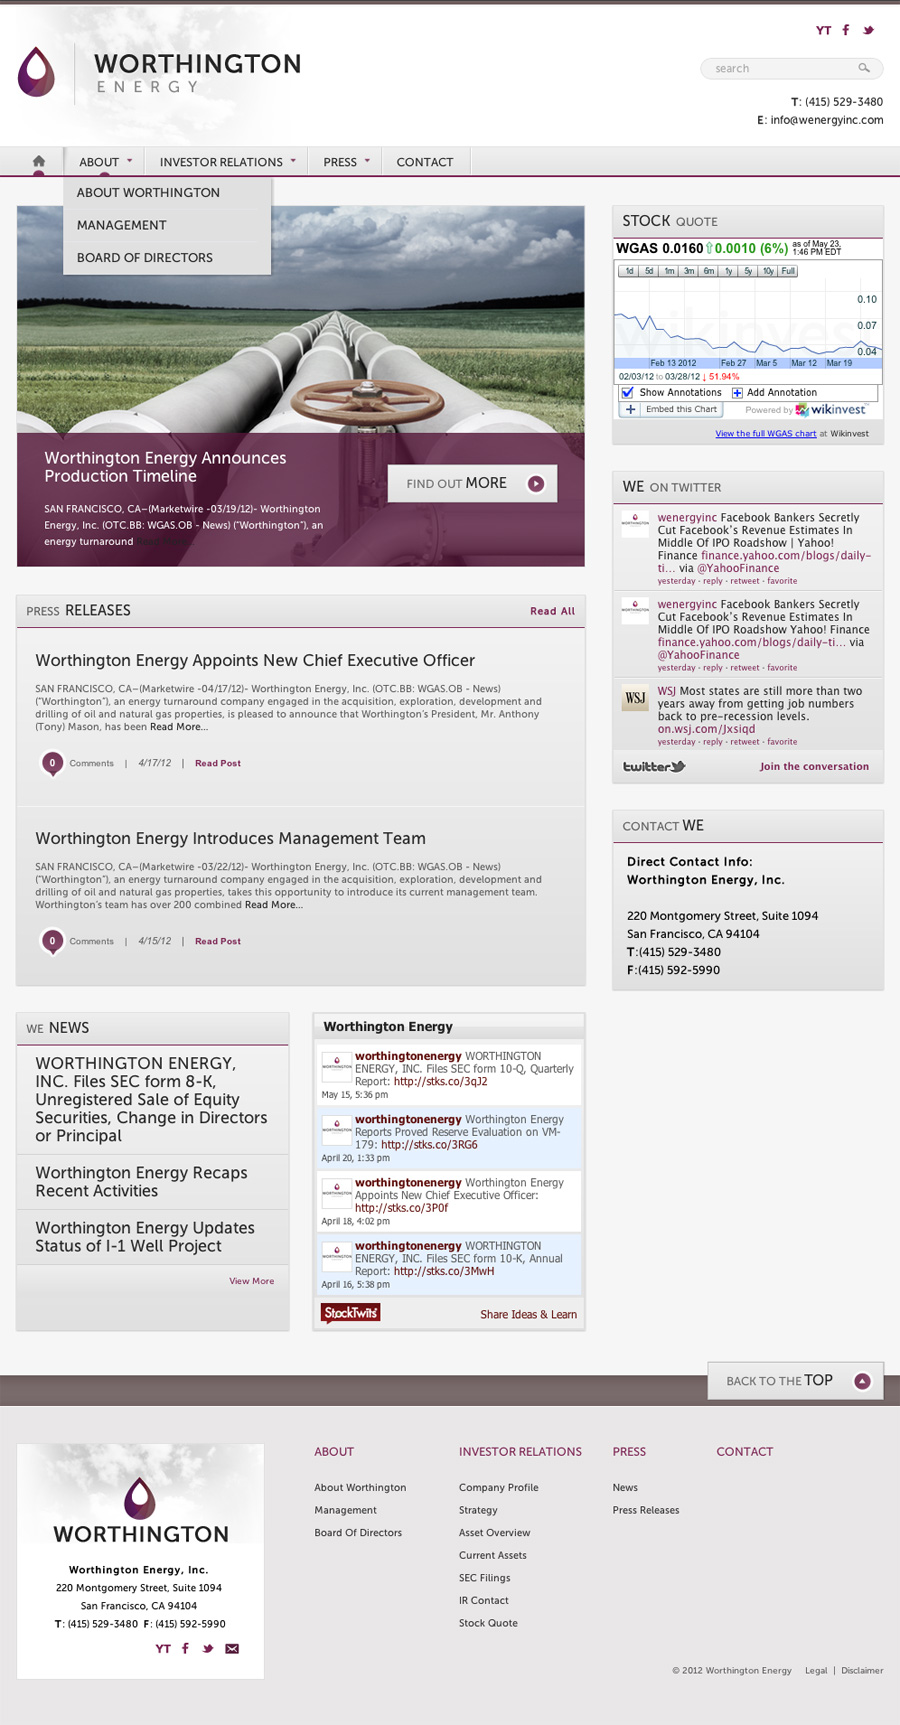 YT
WORTHINGTON
ENERGY
search
T: (415) 529-3480
E: info@wenergyinc.com
ABOUT
INVESTOR RELATIONS
PRESS
CONTACT
ABOUT WORTHINGTON
MANAGEMENT
BOARD OF DIRECTORS
Worthington Energy Announces
Production Timeline
SAN FRANCISCO, CA–(Marketwire -03/19/12)- Worthington
Energy, Inc. (OTC.BB: WGAS.OB - News) ("Worthington"), an
energy turnaround
FIND OUT MORE
STOCK QUOTE
WGAS 0.0160 0.0010 (6%) as of May 23,
1:46 PM EDT
1d 5d 1m 3m 6m 1y 5y 10y Full
0.10
0.07
0.04
wikinvest
Feb 13 2012 Feb 27 Mar 5 Mar 12 Mar 19
02/03/12 to 03/28/12 ↓ 51.94%
Show Annotations Add Annotation
Embed this Chart Powered by wikinvest
View the full WGAS chart at Wikinvest
WE ON TWITTER
wenergyinc Facebook Bankers Secretly
Cut Facebook's Revenue Estimates In
Middle Of IPO Roadshow | Yahoo!
Finance finance.yahoo.com/blogs/daily-
ti... via @YahooFinance
yesterday · reply · retweet · favorite
wenergyinc Facebook Bankers Secretly
Cut Facebook's Revenue Estimates In
Middle Of IPO Roadshow Yahoo! Finance
finance.yahoo.com/blogs/daily-ti... via
@YahooFinance
yesterday · reply · retweet · favorite
WSJ
WSJ Most states are still more than two
years away from getting job numbers
back to pre-recession levels.
on.wsj.com/Jxsiqd
yesterday · reply · retweet · favorite
twitter Join the conversation
PRESS RELEASES
Read All
Worthington Energy Appoints New Chief Executive Officer
SAN FRANCISCO, CA–(Marketwire -04/17/12)- Worthington Energy, Inc. (OTC.BB: WGAS.OB - News)
("Worthington"), an energy turnaround company engaged in the acquisition, exploration, development and
drilling of oil and natural gas properties, is pleased to announce that Worthington's President, Mr. Anthony
(Tony) Mason, has been Read More...
0 Comments | 4/17/12 | Read Post
Worthington Energy Introduces Management Team
SAN FRANCISCO, CA–(Marketwire -03/22/12)- Worthington Energy, Inc. (OTC.BB: WGAS.OB - News)
("Worthington"), an energy turnaround company engaged in the acquisition, exploration, development and
drilling of oil and natural gas properties, takes this opportunity to introduce its current management team.
Worthington's team has over 200 combined Read More...
0 Comments | 4/15/12 | Read Post
CONTACT WE
Direct Contact Info:
Worthington Energy, Inc.
220 Montgomery Street, Suite 1094
San Francisco, CA 94104
T:(415) 529-3480
F:(415) 592-5990
WE NEWS
WORTHINGTON ENERGY,
INC. Files SEC form 8-K,
Unregistered Sale of Equity
Securities, Change in Directors
or Principal
Worthington Energy Recaps
Recent Activities
Worthington Energy Updates
Status of I-1 Well Project
View More
Worthington Energy
worthingtonenergy WORTHINGTON
ENERGY, INC. Files SEC form 10-Q, Quarterly
Report: http://stks.co/3qJ2
May 15, 5:36 pm
worthingtonenergy Worthington Energy
Reports Proved Reserve Evaluation on VM-
179: http://stks.co/3RG6
April 20, 1:33 pm
worthingtonenergy Worthington Energy
Appoints New Chief Executive Officer:
http://stks.co/3P0f
April 18, 4:02 pm
worthingtonenergy WORTHINGTON
ENERGY, INC. Files SEC form 10-K, Annual
Report: http://stks.co/3MwH
April 16, 5:38 pm
StockTwits Share Ideas & Learn
BACK TO THE TOP
WORTHINGTON
Worthington Energy, Inc.
220 Montgomery Street, Suite 1094
San Francisco, CA 94104
T: (415) 529-3480 F: (415) 592-5990
YT
ABOUT
About Worthington
Management
Board Of Directors
INVESTOR RELATIONS
Company Profile
Strategy
Asset Overview
Current Assets
SEC Filings
IR Contact
Stock Quote
PRESS
News
Press Releases
CONTACT
© 2012 Worthington Energy Legal | Disclaimer